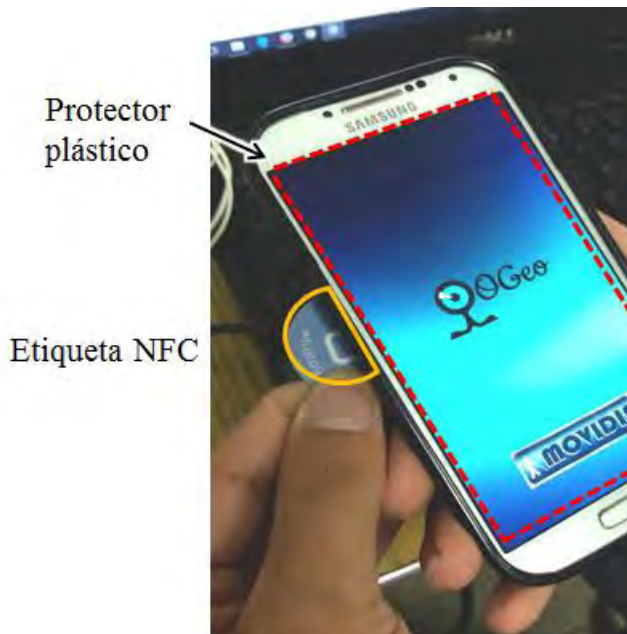 Protector
plástico
SAMSUNG
OGeo
Etiqueta NFC
MOVIDI